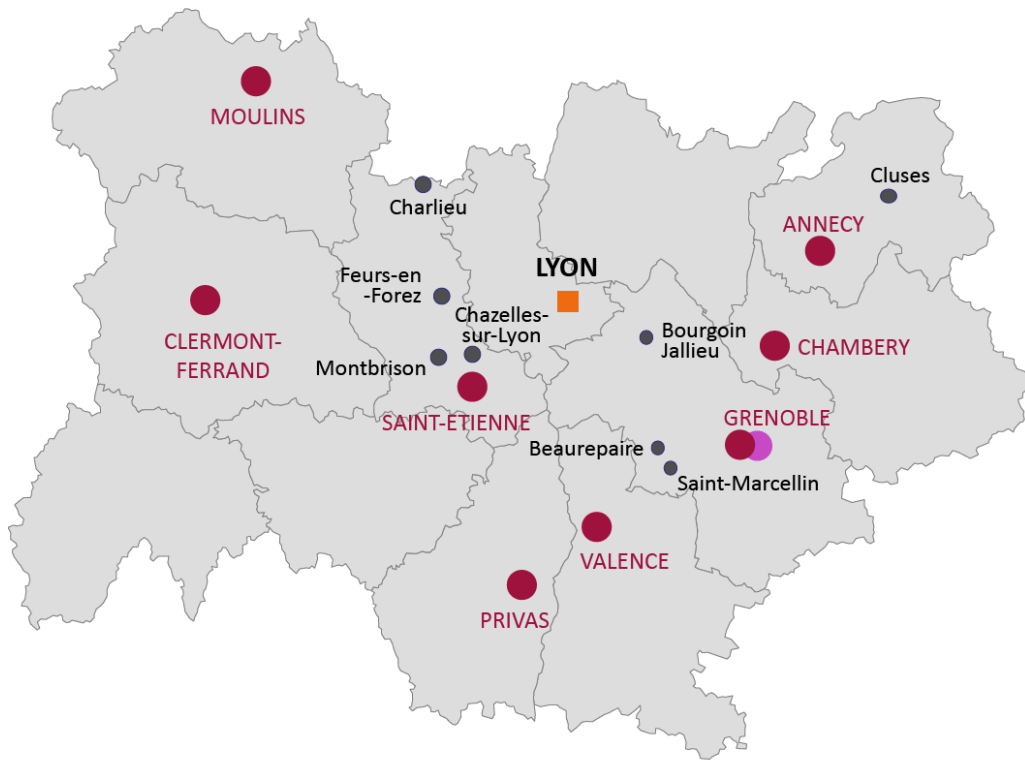 MOULINS
Cluses
Charlieu
ANNECY
LYON
Feurs-en
-Forez
Chazelles-
sur-Lyon
Bourgoin
Jallieu
CLERMONT-
FERRAND
CHAMBERY
Montbrison
SAINT-ETIENNE
GRENOBLE
Beaurepaire
Saint-Marcellin
VALENCE
PRIVAS